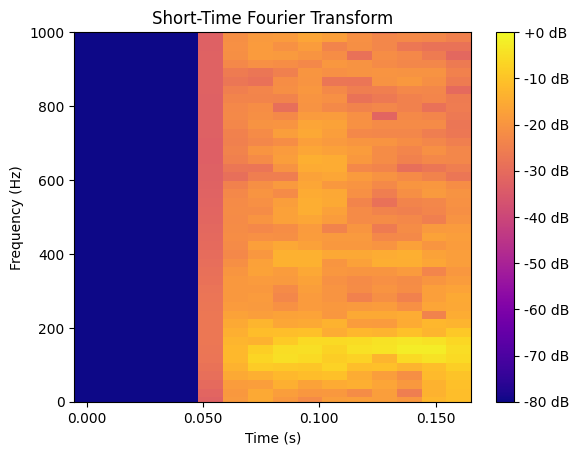 Short-Time Fourier Transform
1000
800
600
400
200
0
Frequency (Hz)
0.000
0.050
0.100
0.150
Time (s)
+0 dB
-10 dB
-20 dB
-30 dB
-40 dB
-50 dB
-60 dB
-70 dB
-80 dB